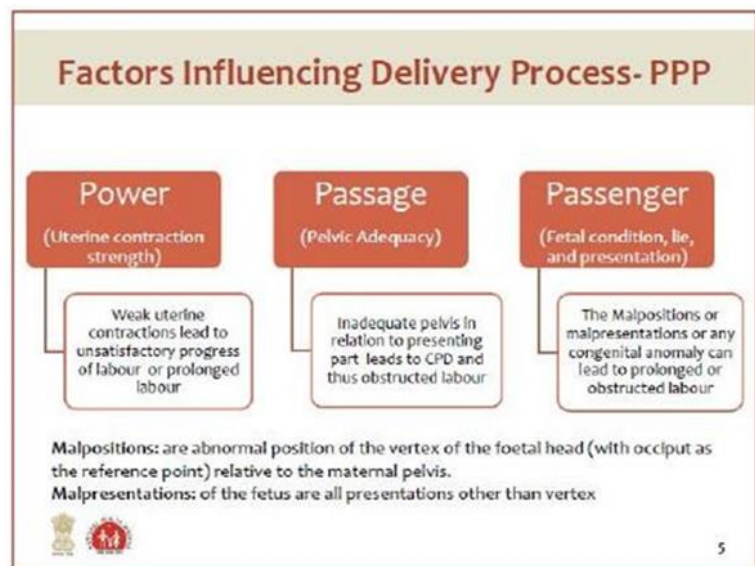 Factors Influencing Delivery Process- PPP
Power
(Uterine contraction
strength)
Weak uterine
contractions lead to
unsatisfactory progress
of labour or prolonged
labour
Passage
(Pelvic Adequacy)
Inadequate pelvis in
relation to presenting
part leads to CPD and
thus obstructed labour
Passenger
(Fetal condition, lie,
and presentation)
The Malpositions or
malpresentations or any
congenital anomaly can
lead to prolonged or
obstructed labour
Malpositions: are abnormal position of the vertex of the foetal head (with occiput as
the reference point) relative to the maternal pelvis.
Malpresentations: of the fetus are all presentations other than vertex
5